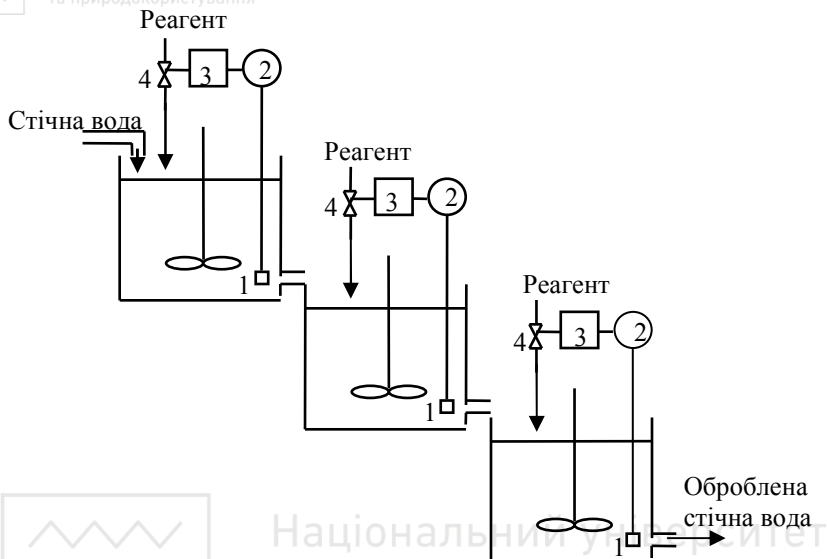 та природокористування
Реагент
4 3 2
Стічна вода
1
Реагент
4 3 2
1
Реагент
4 3 2
1
Оброблена
стічна вода
Національний університет